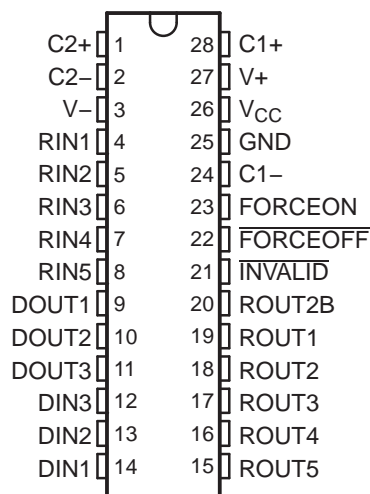 C2+ 1 28 C1+
C2− 2 27 V+
V− 3 26 VCC
RIN1 4 25 GND
RIN2 5 24 C1−
RIN3 6 23 FORCEON
RIN4 7 22 FORCEOFF
RIN5 8 21 INVALID
DOUT1 9 20 ROUT2B
DOUT2 10 19 ROUT1
DOUT3 11 18 ROUT2
DIN3 12 17 ROUT3
DIN2 13 16 ROUT4
DIN1 14 15 ROUT5